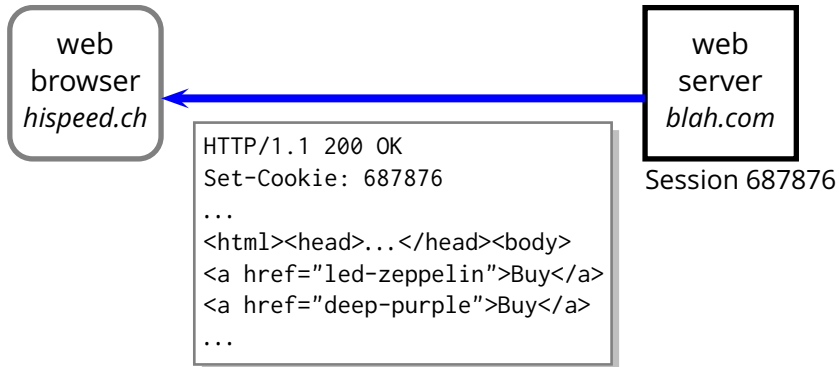 web
browser
hispeed.ch
web
server
blah.com
Session 687876
HTTP/1.1 200 OK
Set-Cookie: 687876
...
<html><head>...</head><body>
<a href="led-zeppelin">Buy</a>
<a href="deep-purple">Buy</a>
...